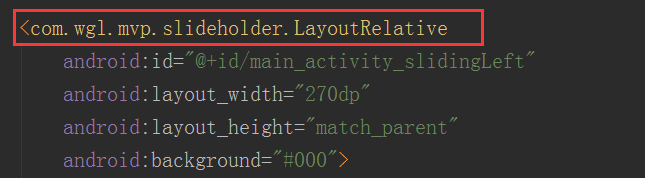 <com.wgl.mvp.slideholder.LayoutRelative
android:id="@+id/main_activity_slidingLeft"
android:layout_width="270dp"
android:layout_height="match_parent"
android:background="#000">